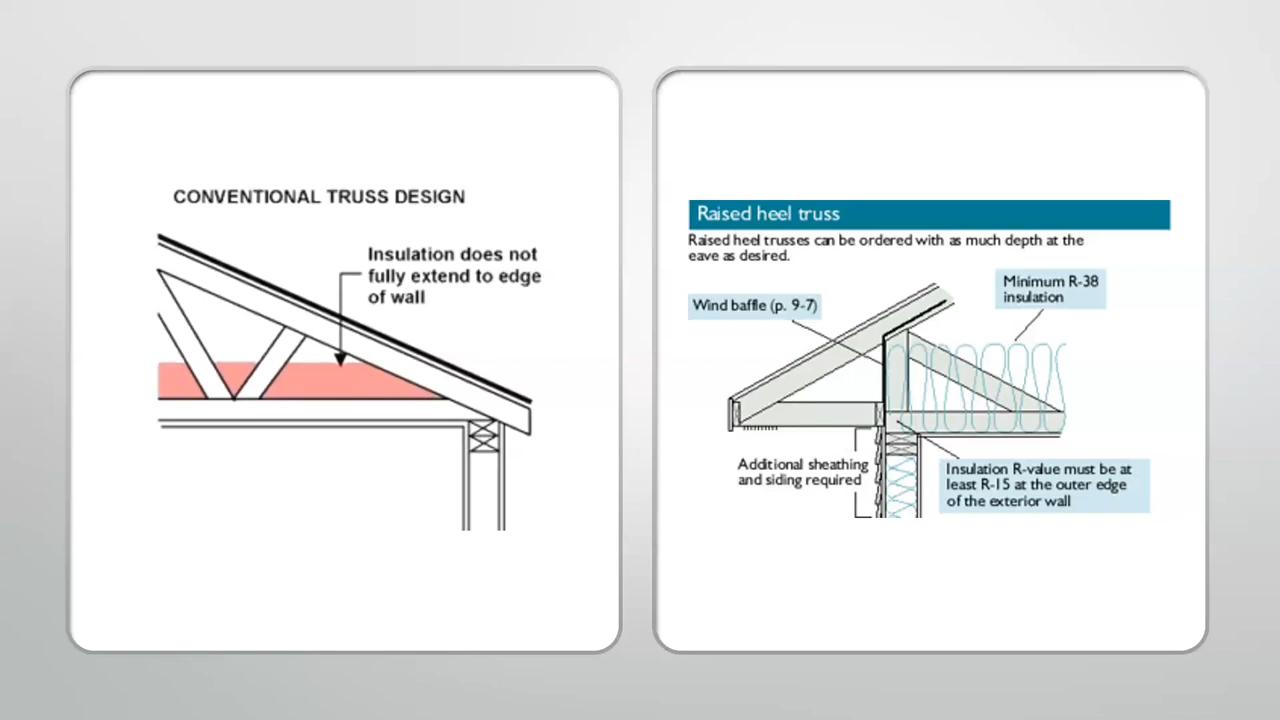 CONVENTIONAL TRUSS DESIGN
Insulation does not
fully extend to edge
of wall
Raised heel truss
Raised heel trusses can be ordered with as much depth at the
eave as desired.
Minimum R-38
insulation
Wind baffle (p. 9-7)
Additional sheathing
and siding required
Insulation R-value must be at
least R-15 at the outer edge
of the exterior wall